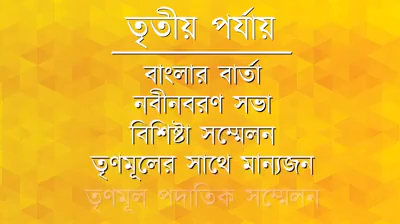 তৃতীয় পর্যায়
বাংলার বার্তা
নবীনবরণ সভা
বিশিষ্টা সম্মেলন
তৃণমূলের সাথে মান্যজন
তৃণমূল পদাতিক সম্মেলন